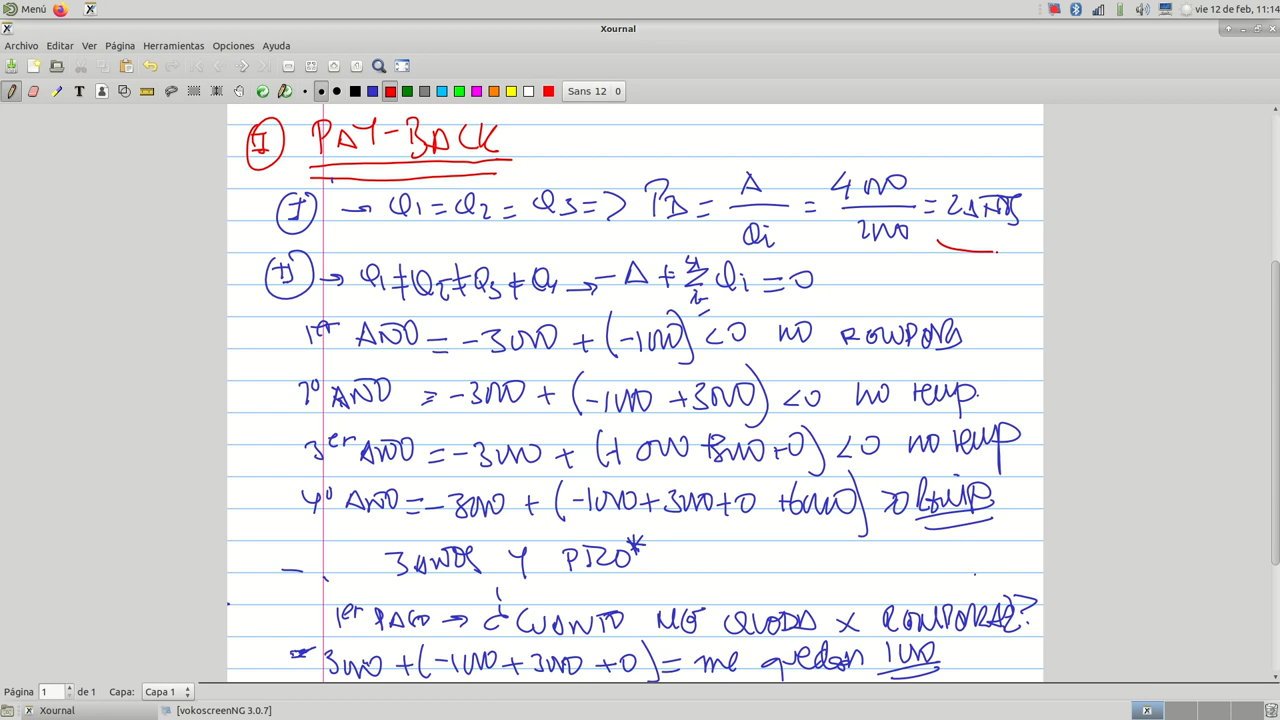 Menú
vie 12 de feb, 11:14
Xournal
Archivo Editar Ver Página Herramientas Opciones Ayuda
Sans 12 0
I PAY-BACK
I → Q1 = Q2 = Q3 => PB = A / Qi = 4000 / 2000 = 2 AÑOS
II → Q1 ≠ Q2 ≠ Q3 ≠ Q4 → -A + Σ Qi = 0
1er AÑO = -3000 + (-1000) <0 no RECUPERAS
2º AÑO = -3000 + (-1000 + 3000) <0 no recup.
3er AÑO = -3000 + (-1000 + 3000 + 0) <0 no recup
4º AÑO = -3000 + (-1000 + 3000 + 0 + 6000) >0
3 AÑOS Y PICO*
1er PASO → ¿CUANTO ME QUEDA X RECUPERAR?
-3000 + (-1000 + 3000 + 0) = me quedan 1000
Página 1 de 1 Capa: Capa 1
Xournal [vokoscreenNG 3.0.7]